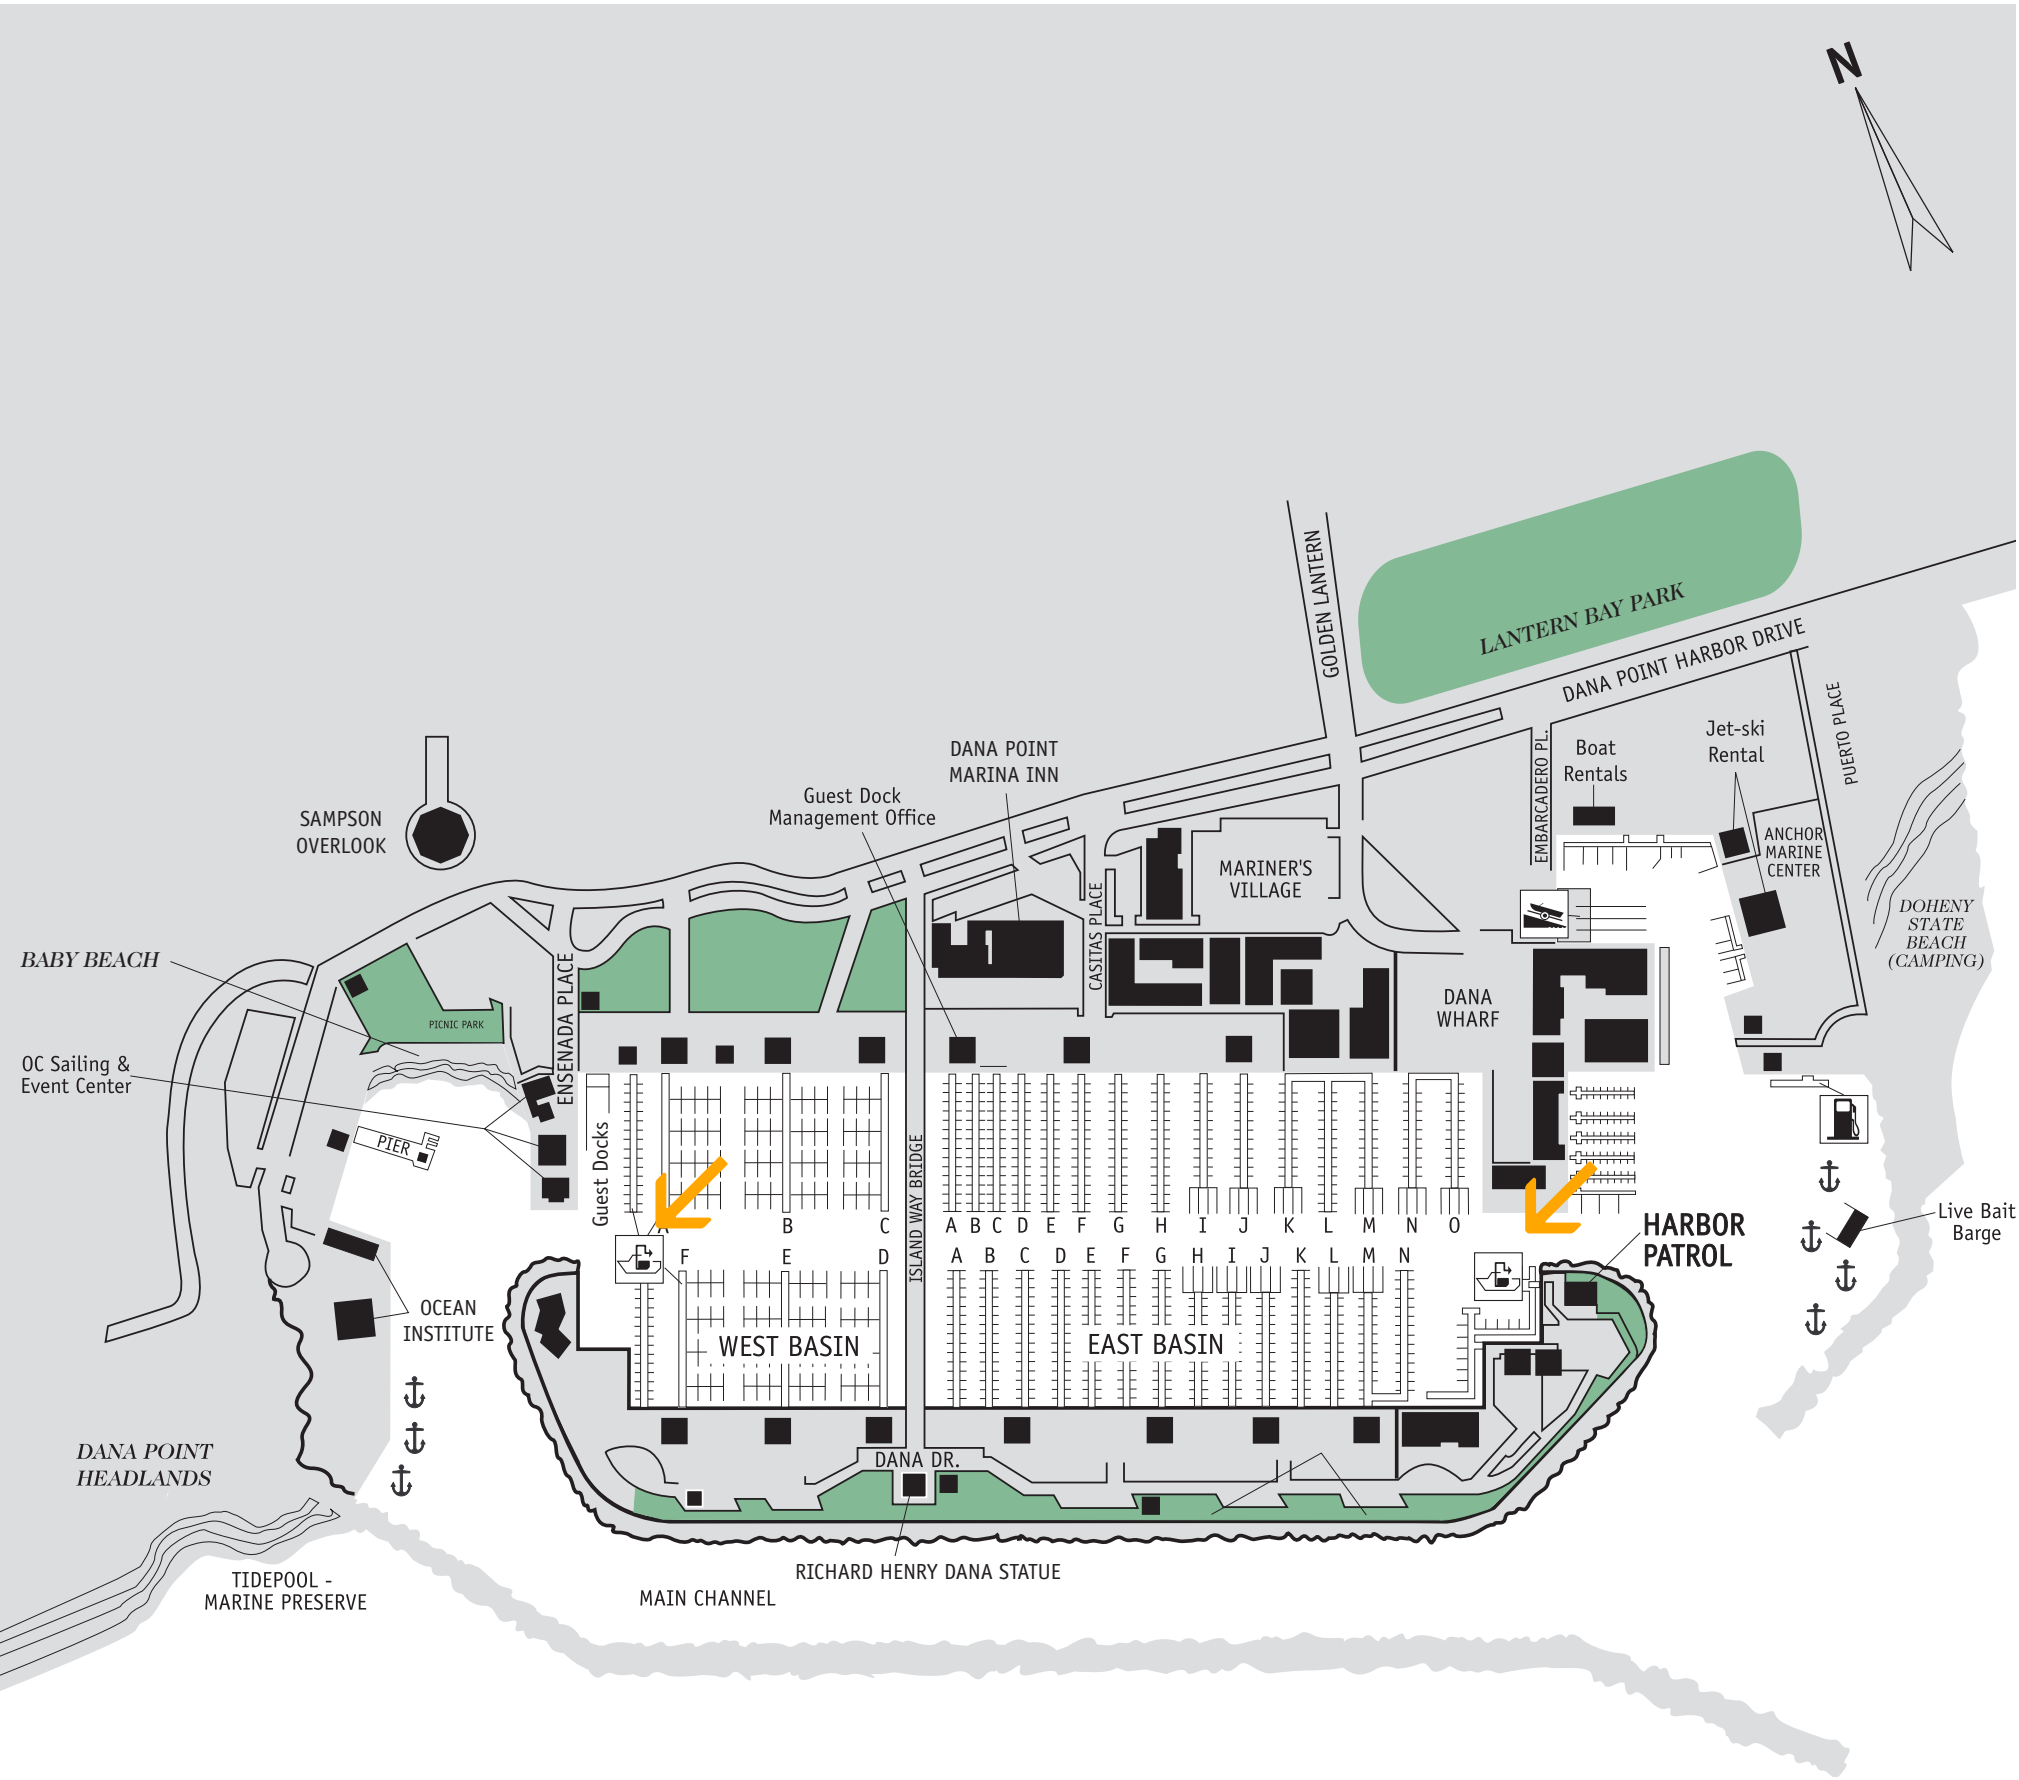 N
GOLDEN LANTERN
LANTERN BAY PARK
DANA POINT HARBOR DRIVE
PUERTO PLACE
EMBARCADERO PL.
Boat
Rentals
Jet-ski
Rental
DANA POINT
MARINA INN
Guest Dock
Management Office
SAMPSON
OVERLOOK
MARINER'S
VILLAGE
ANCHOR
MARINE
CENTER
DOHENY
STATE
BEACH
(CAMPING)
CASITAS PLACE
BABY BEACH
ENSENADA PLACE
PICNIC PARK
DANA
WHARF
OC Sailing &
Event Center
PIER
Guest Docks
ISLAND WAY BRIDGE
A B C A B C D E F G H I J K L M N O
F E D A B C D E F G H I J K L M N
HARBOR
PATROL
Live Bait
Barge
OCEAN
INSTITUTE
WEST BASIN
EAST BASIN
DANA POINT
HEADLANDS
DANA DR.
RICHARD HENRY DANA STATUE
TIDEPOOL -
MARINE PRESERVE
MAIN CHANNEL